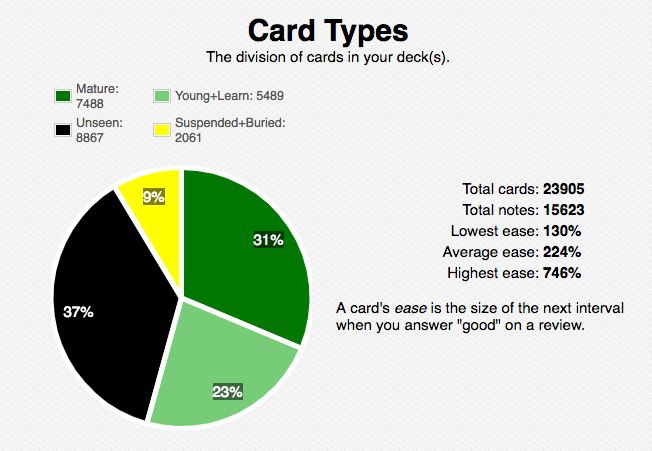 Card Types
The division of cards in your deck(s).
Mature:
7488
Young+Learn: 5489
Unseen:
8867
Suspended+Buried:
2061
9%
31%
37%
23%
Total cards: 23905
Total notes: 15623
Lowest ease: 130%
Average ease: 224%
Highest ease: 746%
A card's ease is the size of the next interval
when you answer "good" on a review.